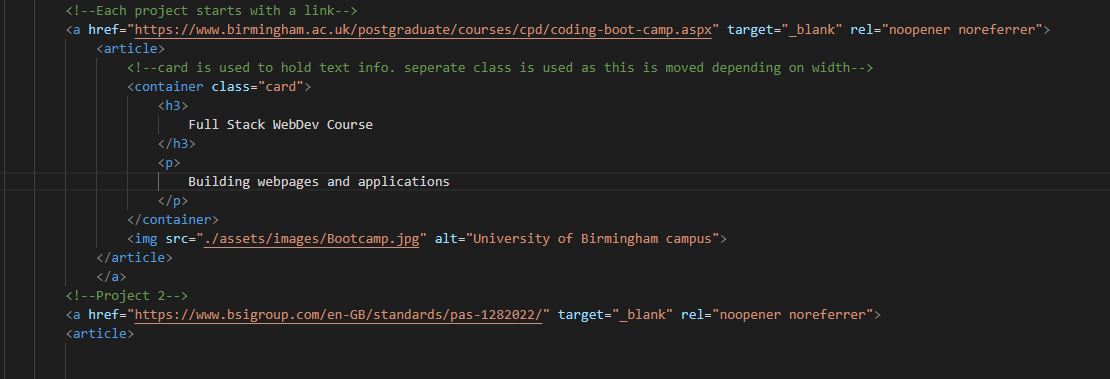 <!--Each project starts with a link-->
<a href="https://www.birmingham.ac.uk/postgraduate/courses/cpd/coding-boot-camp.aspx" target="_blank" rel="noopener noreferrer">
<article>
<!--card is used to hold text info. seperate class is used as this is moved depending on width-->
<container class="card">
<h3>
Full Stack WebDev Course
</h3>
<p>
Building webpages and applications
</p>
</container>
<img src="./assets/images/Bootcamp.jpg" alt="University of Birmingham campus">
</article>
</a>
<!--Project 2-->
<a href="https://www.bsigroup.com/en-GB/standards/pas-1282022/" target="_blank" rel="noopener noreferrer">
<article>